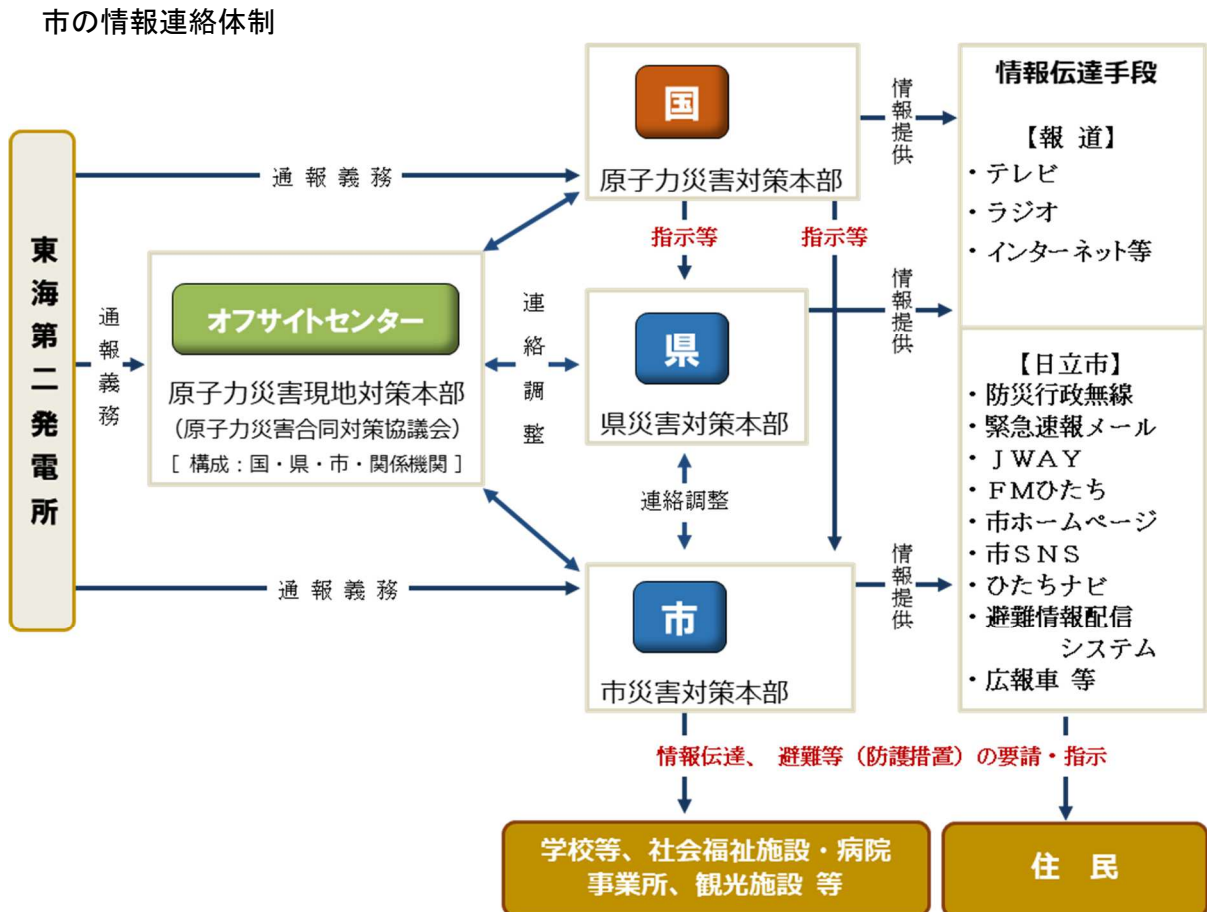 市の情報連絡体制
東海第二発電所
通報義務
通報義務
通報義務
国
原子力災害対策本部
指示等
指示等
オフサイトセンター
原子力災害現地対策本部
（原子力災害合同対策協議会）
［ 構成：国・県・市・関係機関 ］
連絡調整
県
県災害対策本部
連絡調整
市
市災害対策本部
情報提供
情報提供
情報提供
情報伝達手段
【報 道】
・テレビ
・ラジオ
・インターネット等
【日立市】
・防災行政無線
・緊急速報メール
・ＪＷＡＹ
・ＦＭひたち
・市ホームページ
・市ＳＮＳ
・ひたちナビ
・避難情報配信
システム
・広報車 等
情報伝達、 避難等（防護措置）の要請・指示
学校等、社会福祉施設・病院
事業所、観光施設 等
住 民